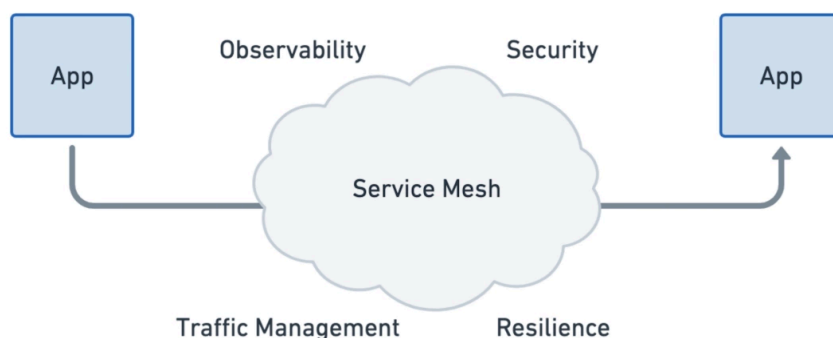 Observability
Security
App
App
Service Mesh
Traffic Management
Resilience